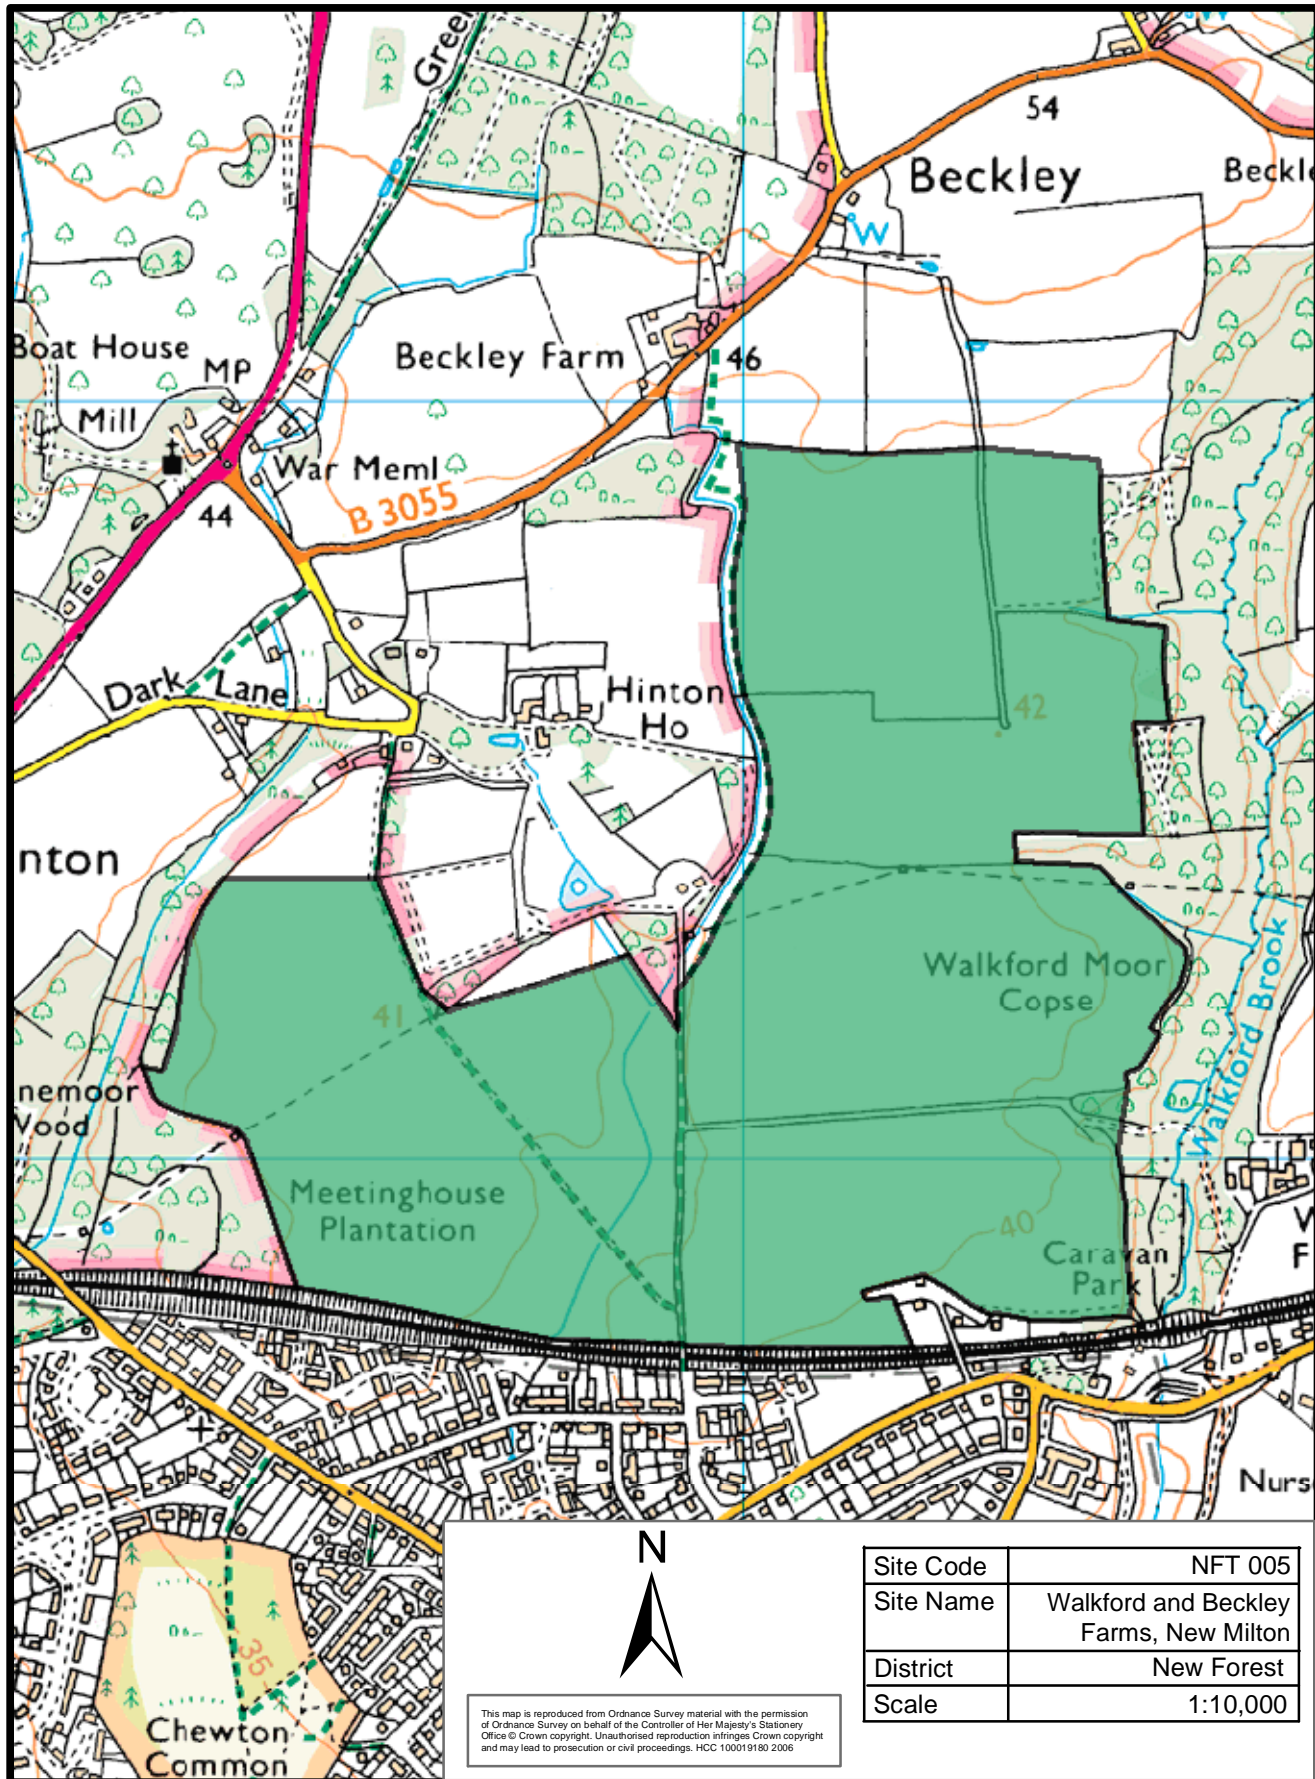 Green
54
Beckley
Beckle
W
W
Boat House
MP
Mill
Beckley Farm
46
War Meml
B 3055
44
Dark Lane
Hinton
Ho
42
nton
Walkford Moor
Copse
41
Walkford Brook
nemoor
Wood
Meetinghouse
Plantation
40
Caravan
Park
W
F
Nurs
35
Chewton
Common
N
This map is reproduced from Ordnance Survey material with the permission
of Ordnance Survey on behalf of the Controller of Her Majesty's Stationery
Office © Crown copyright. Unauthorised reproduction infringes Crown copyright
and may lead to prosecution or civil proceedings. HCC 100019180 2006
Site Code NFT 005
Site Name Walkford and Beckley
Farms, New Milton
District New Forest
Scale 1:10,000